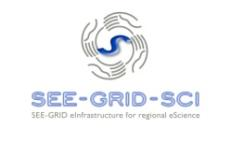 SEE-GRID-SCI
SEE-GRID eInfrastructure for regional eScience